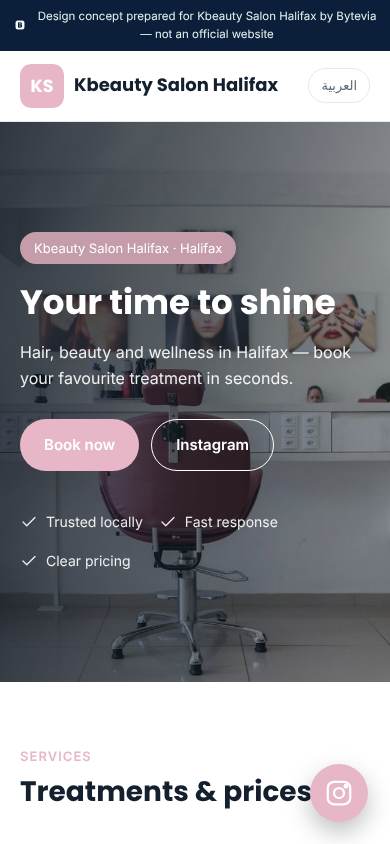 Design concept prepared for Kbeauty Salon Halifax by Bytevia
— not an official website
KS
Kbeauty Salon Halifax
العربية
Kbeauty Salon Halifax · Halifax
Your time to shine
Hair, beauty and wellness in Halifax — book
your favourite treatment in seconds.
Book now
Instagram
Trusted locally
Fast response
Clear pricing
SERVICES
Treatments & prices